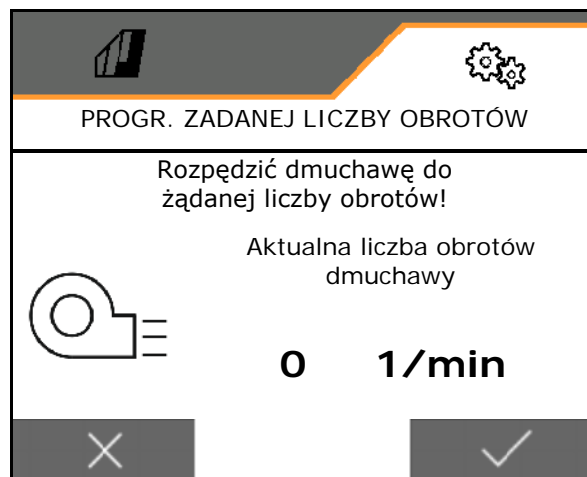 PROGR. ZADANEJ LICZBY OBROTÓW
Rozpędzić dmuchawę do
żądanej liczby obrotów!
Aktualna liczba obrotów
dmuchawy
0 1/min